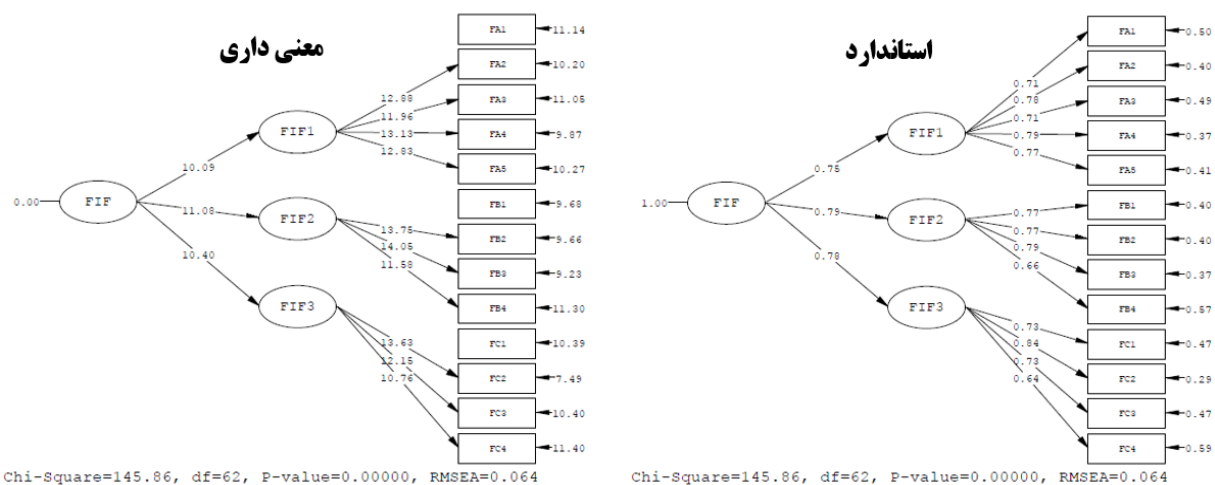 معنی داری
FA1 11.14
FA2 10.20
12.88
FA3 11.05
11.96
FIF1
13.13
FA4 9.87
12.83
FA5 10.27
10.09
0.00 FIF
FB1 9.68
11.08
FIF2
13.75
FB2 9.66
14.05
FB3 9.23
11.58
10.40
FIF3
FB4 11.30
FC1 10.39
13.63
12.15
FC2 7.49
10.76
FC3 10.40
FC4 11.40
Chi-Square=145.86, df=62, P-value=0.00000, RMSEA=0.064
استاندارد
FA1 0.50
FA2 0.40
0.71
0.78
FA3 0.49
0.71
FIF1
0.79
FA4 0.37
0.77
FA5 0.41
0.75
1.00 FIF
FB1 0.40
0.79
FIF2
0.77
0.77
FB2 0.40
0.79
0.66
FB3 0.37
0.78
FIF3
FB4 0.57
0.73
FC1 0.47
0.84
0.73
FC2 0.29
0.64
FC3 0.47
FC4 0.59
Chi-Square=145.86, df=62, P-value=0.00000, RMSEA=0.064